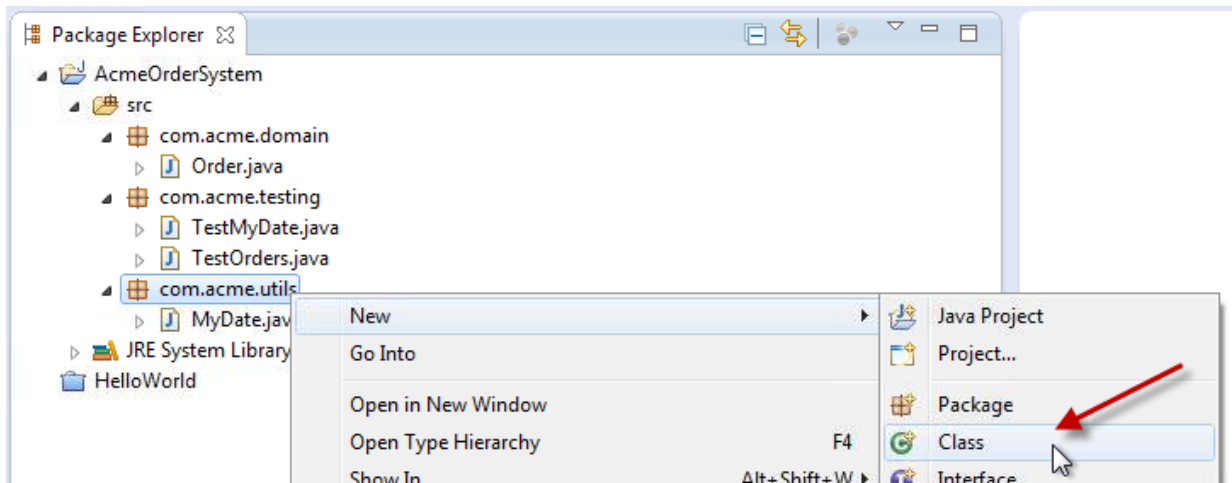 Package Explorer
AcmeOrderSystem
src
com.acme.domain
Order.java
com.acme.testing
TestMyDate.java
TestOrders.java
com.acme.utils
MyDate.jav
JRE System Library
HelloWorld
New
Go Into
Open in New Window
Open Type Hierarchy F4
Show In Alt+Shift+W
Java Project
Project...
Package
Class
Interface